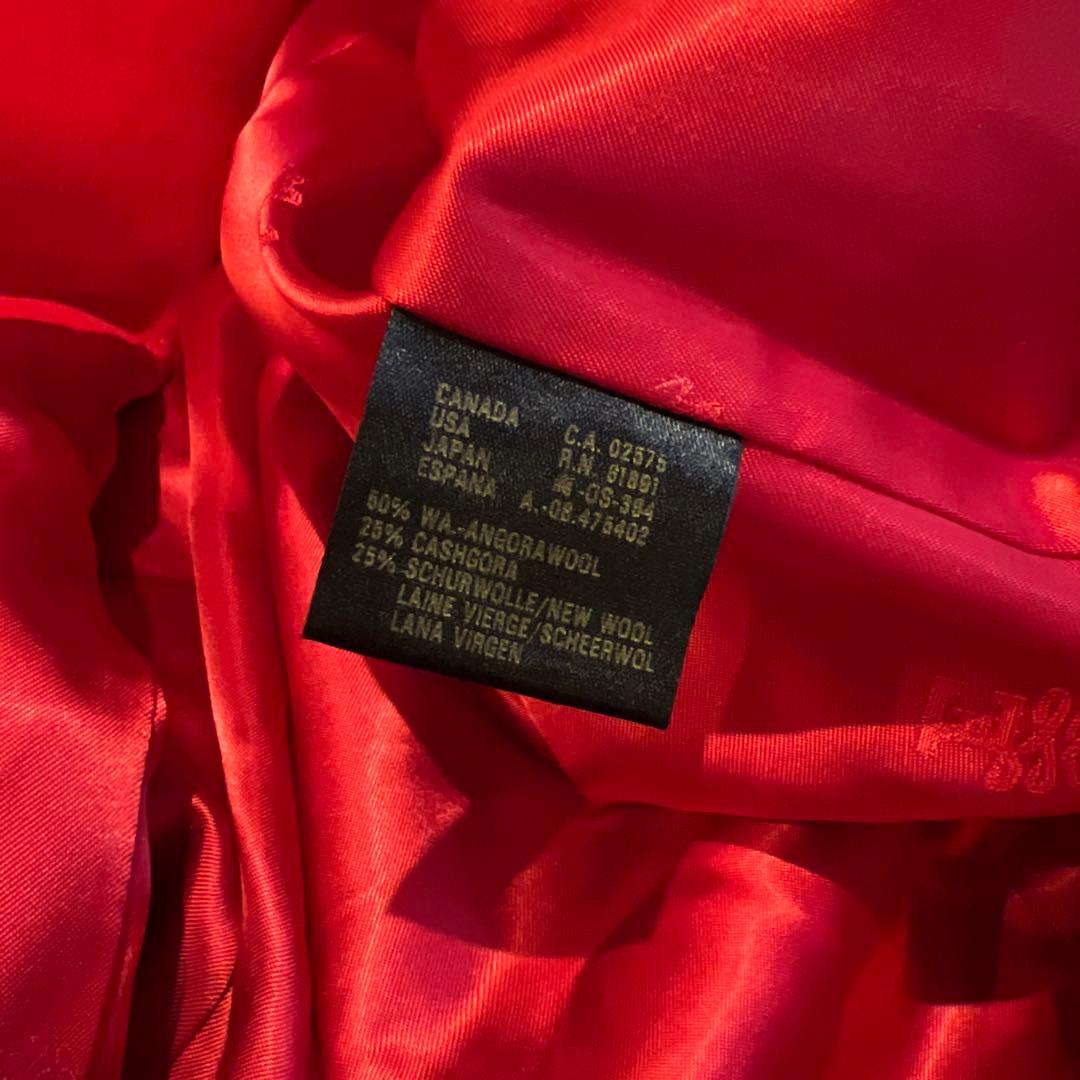 CANADA C.A. 02575
USA R.N. 61891
JAPAN -OS-394
ESPANA A.-08.475402
50% WA.-ANGORAWOOL
25% CASHGORA
25% SCHURWOLLE/NEW WOOL
LAINE VIERGE/SCHEERWOL
LANA VIRGEN